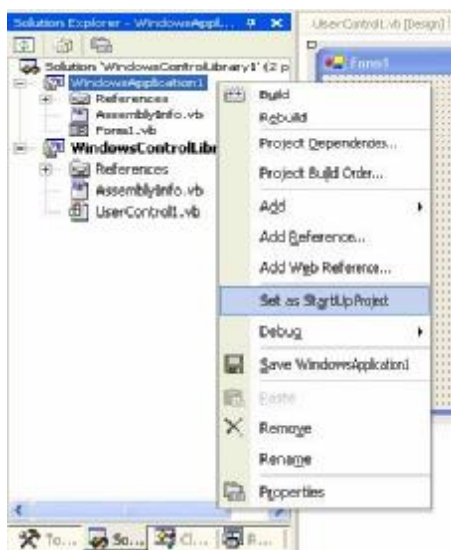 Solution Explorer - WindowsAppl...
UserControl1.vb [Design]
Solution 'WindowsControlLibrary1' (2 p
WindowsApplication1
References
AssemblyInfo.vb
Form1.vb
WindowsControlLibr
References
AssemblyInfo.vb
UserControl1.vb
Form1
Build
Rebuild
Project Dependencies...
Project Build Order...
Add
Add Reference...
Add Web Reference...
Set as StartUp Project
Debug
Save WindowsApplication1
Paste
Remove
Rename
Properties
To... So... Cl... R...